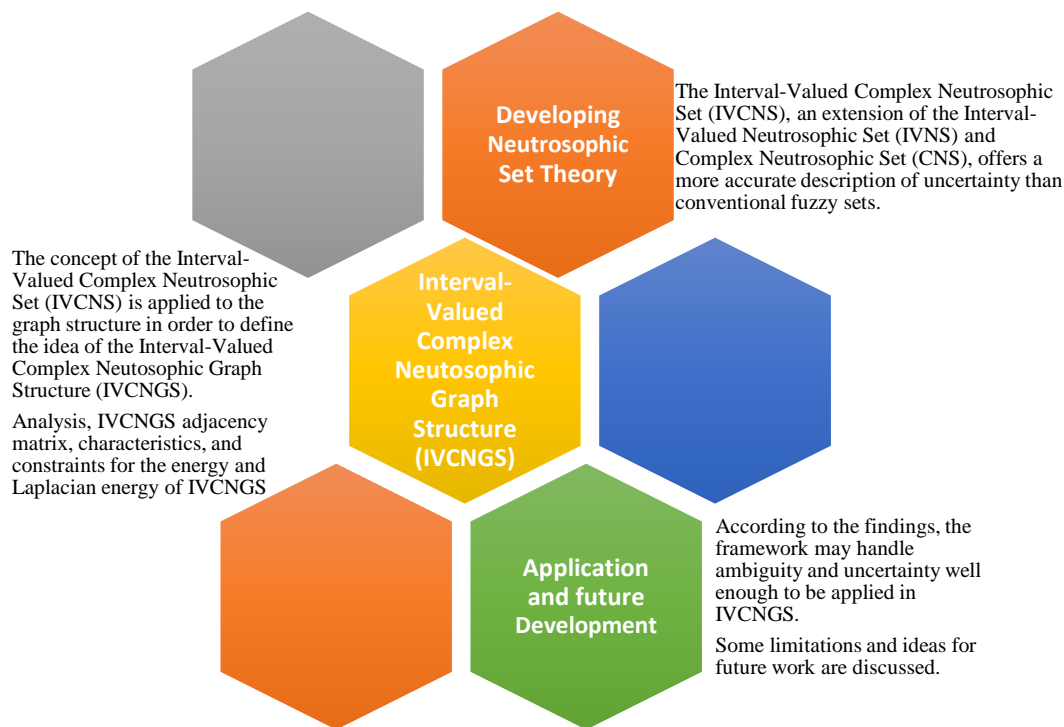 Developing
Neutrosophic
Set Theory
The Interval-Valued Complex Neutrosophic
Set (IVCNS), an extension of the Interval-
Valued Neutrosophic Set (IVNS) and
Complex Neutrosophic Set (CNS), offers a
more accurate description of uncertainty than
conventional fuzzy sets.
The concept of the Interval-
Valued Complex Neutrosophic
Set (IVCNS) is applied to the
graph structure in order to define
the idea of the Interval-Valued
Complex Neutosophic Graph
Structure (IVCNGS).
Analysis, IVCNGS adjacency
matrix, characteristics, and
constraints for the energy and
Laplacian energy of IVCNGS
Interval-
Valued
Complex
Neutosophic
Graph
Structure
(IVCNGS)
Application
and future
Development
According to the findings, the
framework may handle
ambiguity and uncertainty well
enough to be applied in
IVCNGS.
Some limitations and ideas for
future work are discussed.